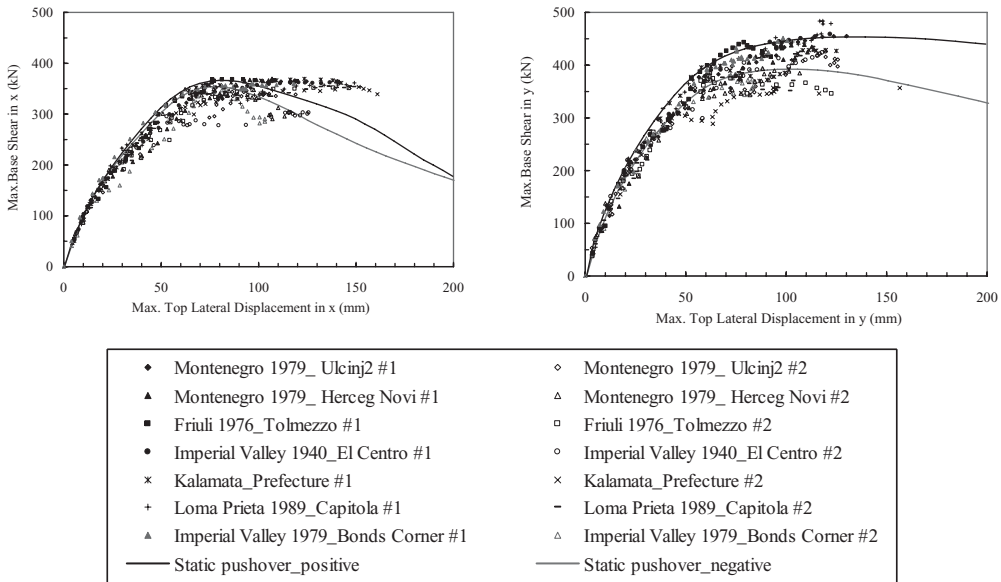 500
400
300
200
100
0
Max.Base Shear in x (kN)
0 50 100 150 200
Max. Top Lateral Displacement in x (mm)
500
400
300
200
100
0
Max.Base Shear in y (kN)
0 50 100 150 200
Max. Top Lateral Displacement in y (mm)
Montenegro 1979_ Ulcinj2 #1
Montenegro 1979_ Ulcinj2 #2
Montenegro 1979_ Herceg Novi #1
Montenegro 1979_ Herceg Novi #2
Friuli 1976_Tolmezzo #1
Friuli 1976_Tolmezzo #2
Imperial Valley 1940_El Centro #1
Imperial Valley 1940_El Centro #2
Kalamata_Prefecture #1
Kalamata_Prefecture #2
Loma Prieta 1989_Capitola #1
Loma Prieta 1989_Capitola #2
Imperial Valley 1979_Bonds Corner #1
Imperial Valley 1979_Bonds Corner #2
Static pushover_positive
Static pushover_negative